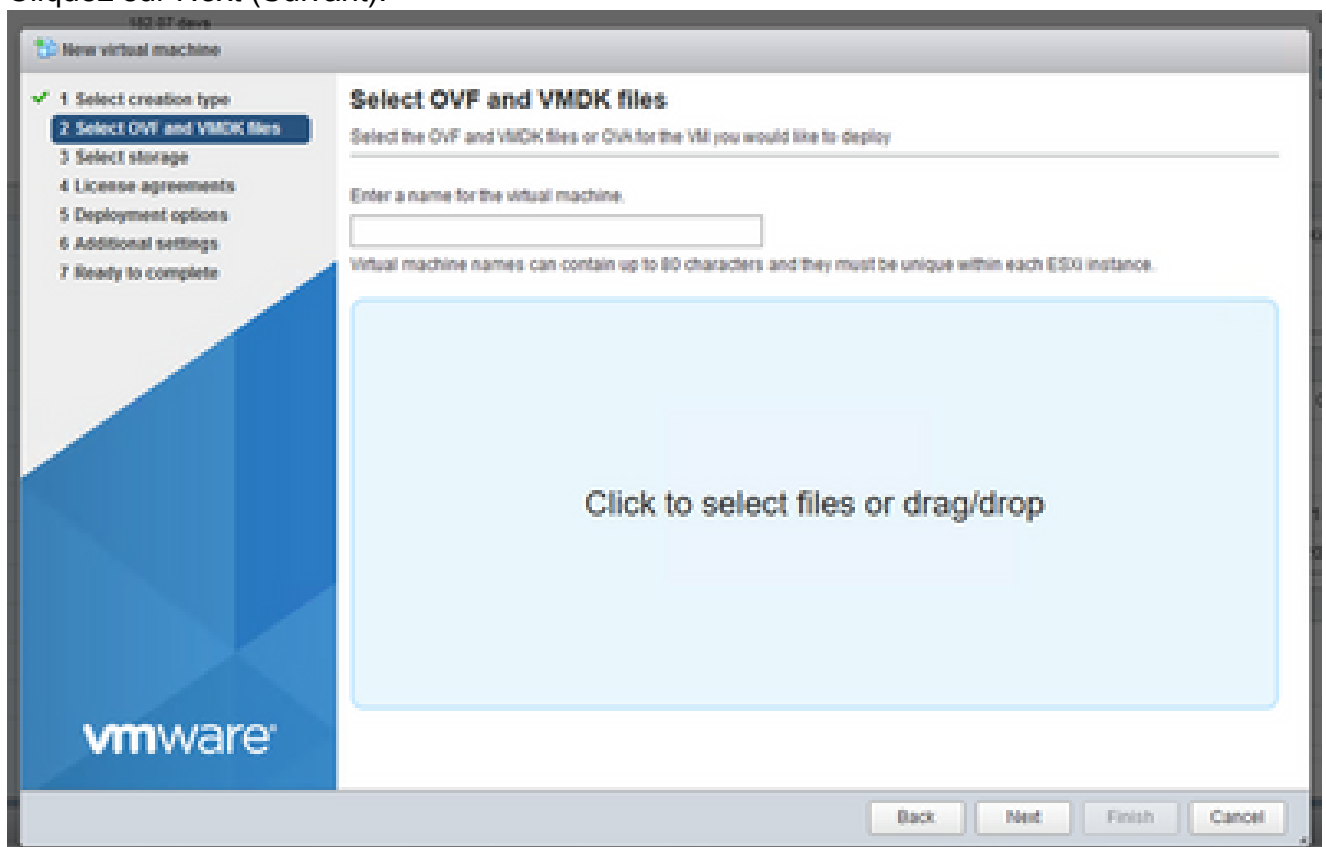 Cliquez sur Next (Suivant).
New virtual machine
1 Select creation type
2 Select OVF and VMDK files
3 Select storage
4 License agreements
5 Deployment options
6 Additional settings
7 Ready to complete
vmware
Select OVF and VMDK files
Select the OVF and VMDK files or OVA for the VM you would like to deploy
Enter a name for the virtual machine.
Virtual machine names can contain up to 80 characters and they must be unique within each ESXi instance.
Click to select files or drag/drop
Back
Next
Finish
Cancel